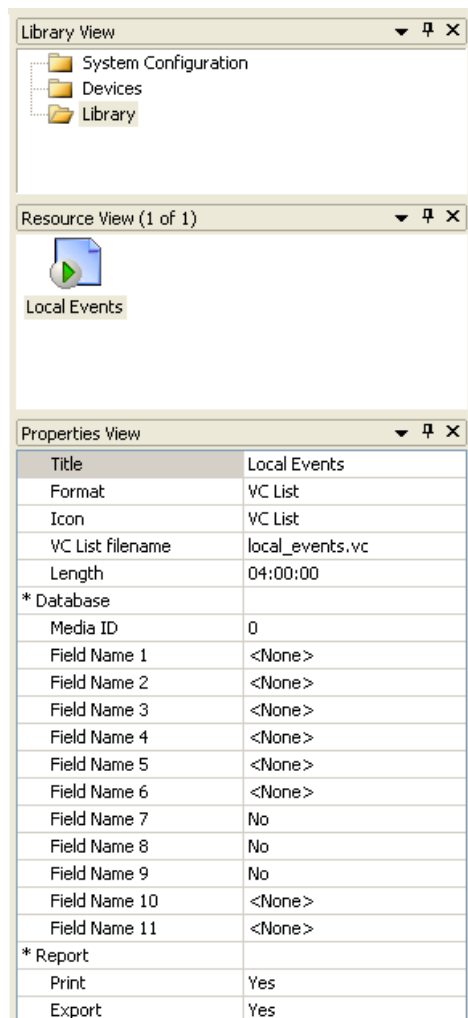 Library View
System Configuration
Devices
Library
Resource View (1 of 1)
Local Events
Properties View
Title Local Events
Format VC List
Icon VC List
VC List filename local_events.vc
Length 04:00:00
* Database
Media ID 0
Field Name 1 <None>
Field Name 2 <None>
Field Name 3 <None>
Field Name 4 <None>
Field Name 5 <None>
Field Name 6 <None>
Field Name 7 No
Field Name 8 No
Field Name 9 No
Field Name 10 <None>
Field Name 11 <None>
* Report
Print Yes
Export Yes